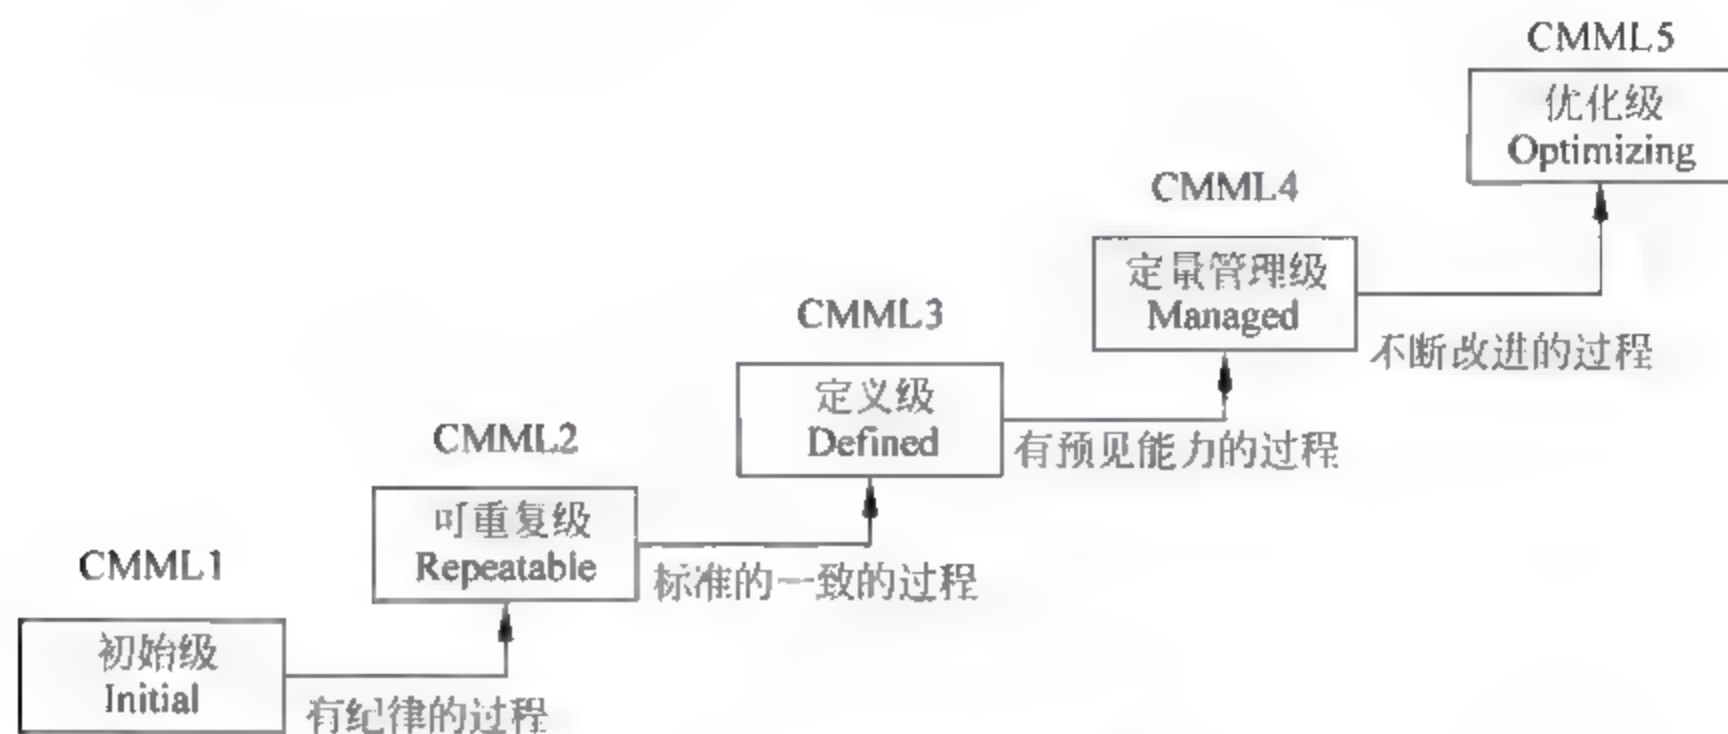 CMML5
优化级
Optimizing
CMML4
定量管理级
Managed
不断改进的过程
CMML3
定义级
Defined
有预见能力的过程
CMML2
可重复级
Repeatable
标准的一致的过程
CMML1
初始级
Initial
有纪律的过程